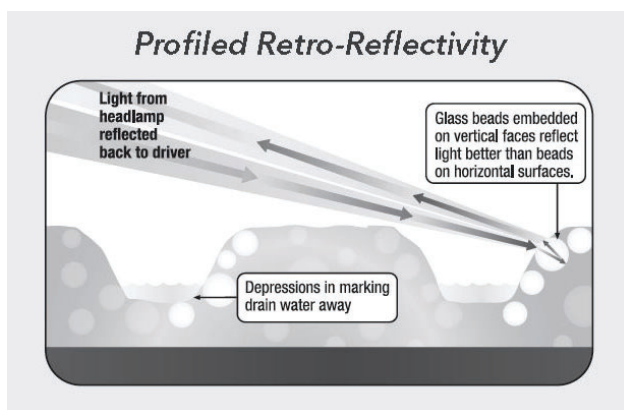 Profiled Retro-Reflectivity
Light from
headlamp
reflected
back to driver
Glass beads embedded
on vertical faces reflect
light better than beads
on horizontal surfaces.
Depressions in marking
drain water away